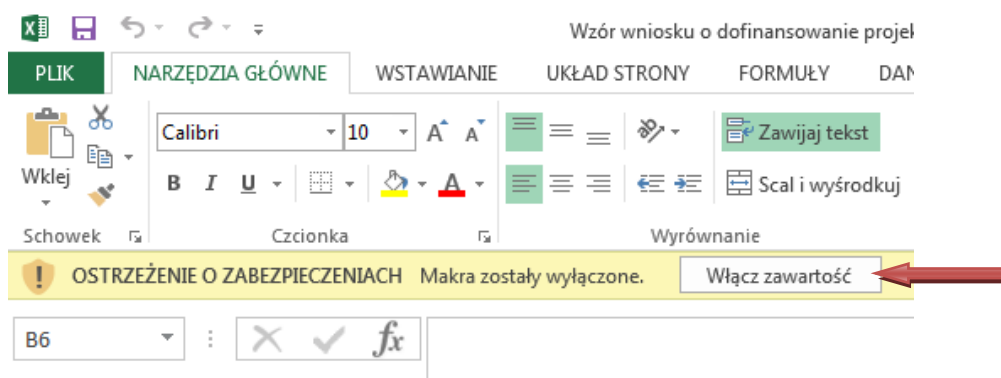 Wzór wniosku o dofinansowanie projek
PLIK NARZĘDZIA GŁÓWNE WSTAWIANIE UKŁAD STRONY FORMUŁY DAN
Calibri 10 A A Zawijaj tekst
Wklej B I U A Scal i wyśrodkuj
Schowek Czcionka Wyrównanie
OSTRZEŻENIE O ZABEZPIECZENIACH Makra zostały wyłączone. Włącz zawartość
B6 fx